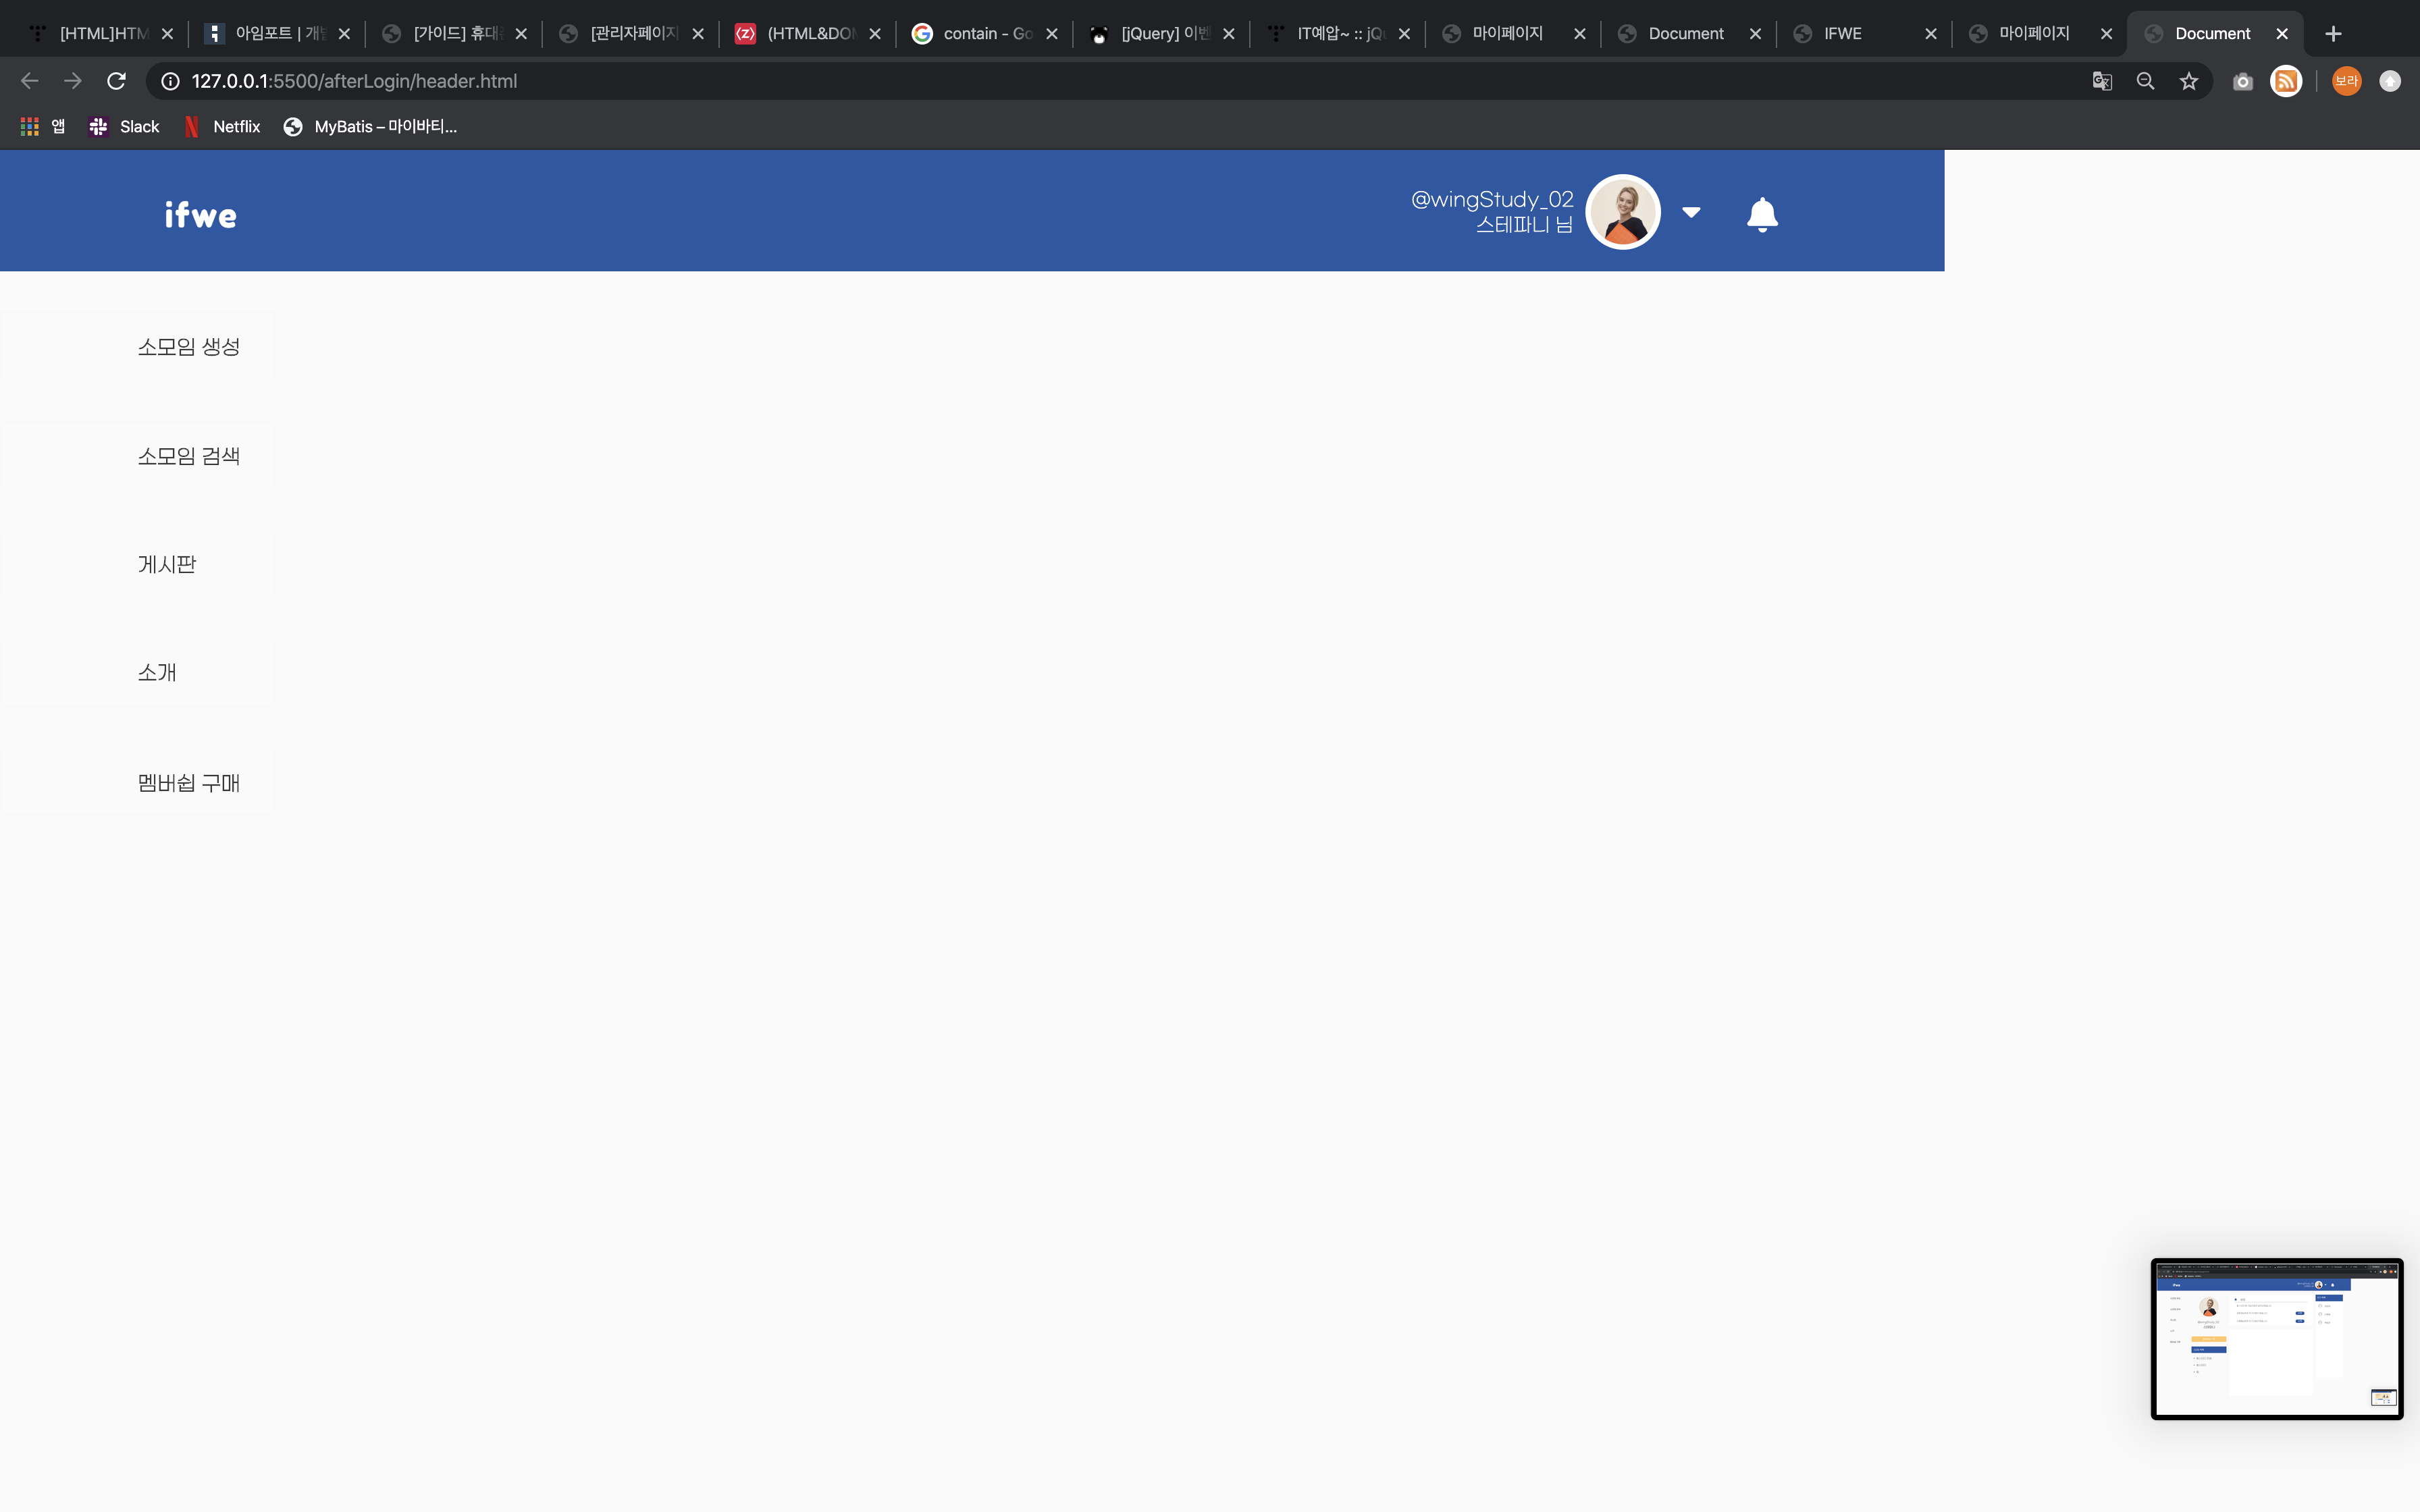 [HTML]HTM
아임포트 | 개발
[가이드] 휴대
[관리자페이지
(HTML&DOM
contain - Go
[jQuery] 이벤
IT예압~ :: jQu
마이페이지
Document
IFWE
마이페이지
Document
127.0.0.1:5500/afterLogin/header.html
보라
앱
Slack
Netflix
MyBatis – 마이바티...
ifwe
@wingStudy_02
스테파니 님
소모임 생성
소모임 검색
게시판
소개
멤버쉽 구매